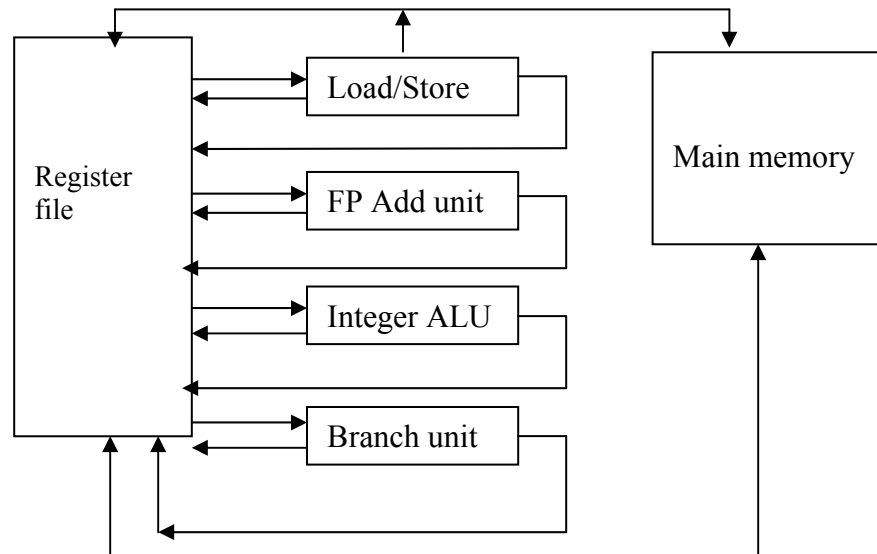 Load/Store
Main memory
Register
file
FP Add unit
Integer ALU
Branch unit